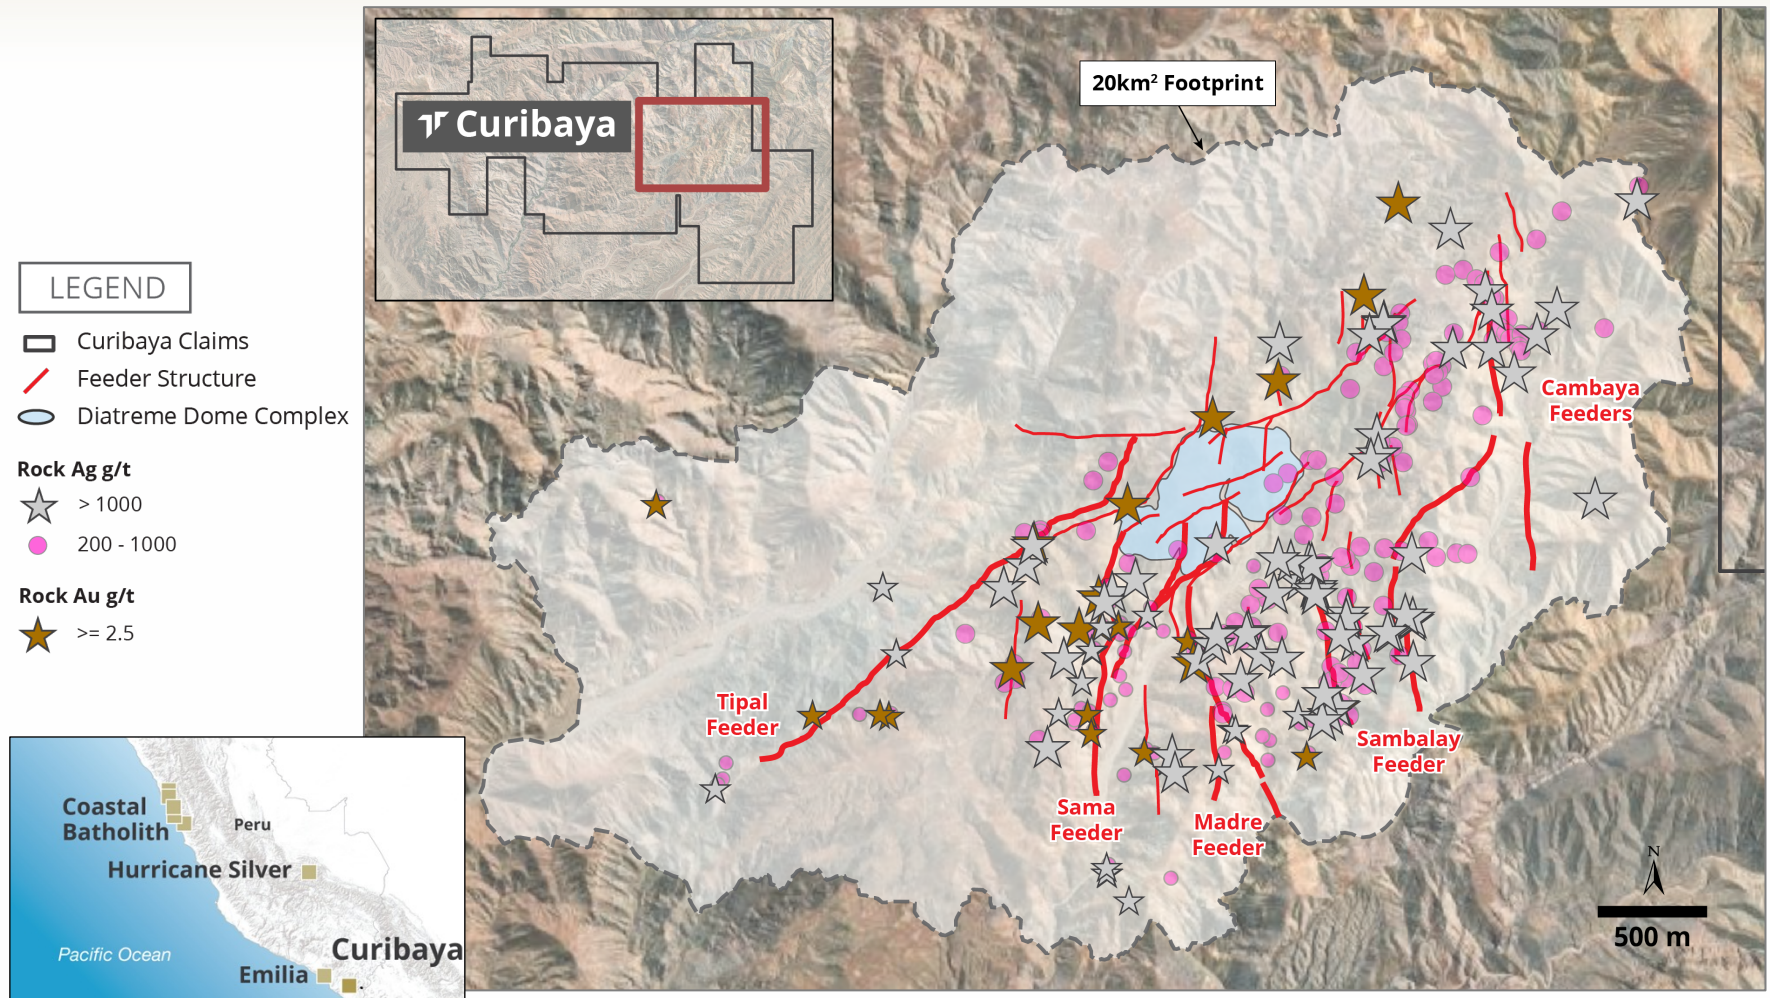 20km² Footprint
Curibaya
LEGEND
Curibaya Claims
Feeder Structure
Diatreme Dome Complex
Rock Ag g/t
> 1000
200 - 1000
Rock Au g/t
>= 2.5
Cambaya
Feeders
Tipal
Feeder
Sambalay
Feeder
Sama
Feeder
Madre
Feeder
N
500 m
Coastal
Batholith
Peru
Hurricane Silver
Pacific Ocean
Curibaya
Emilia